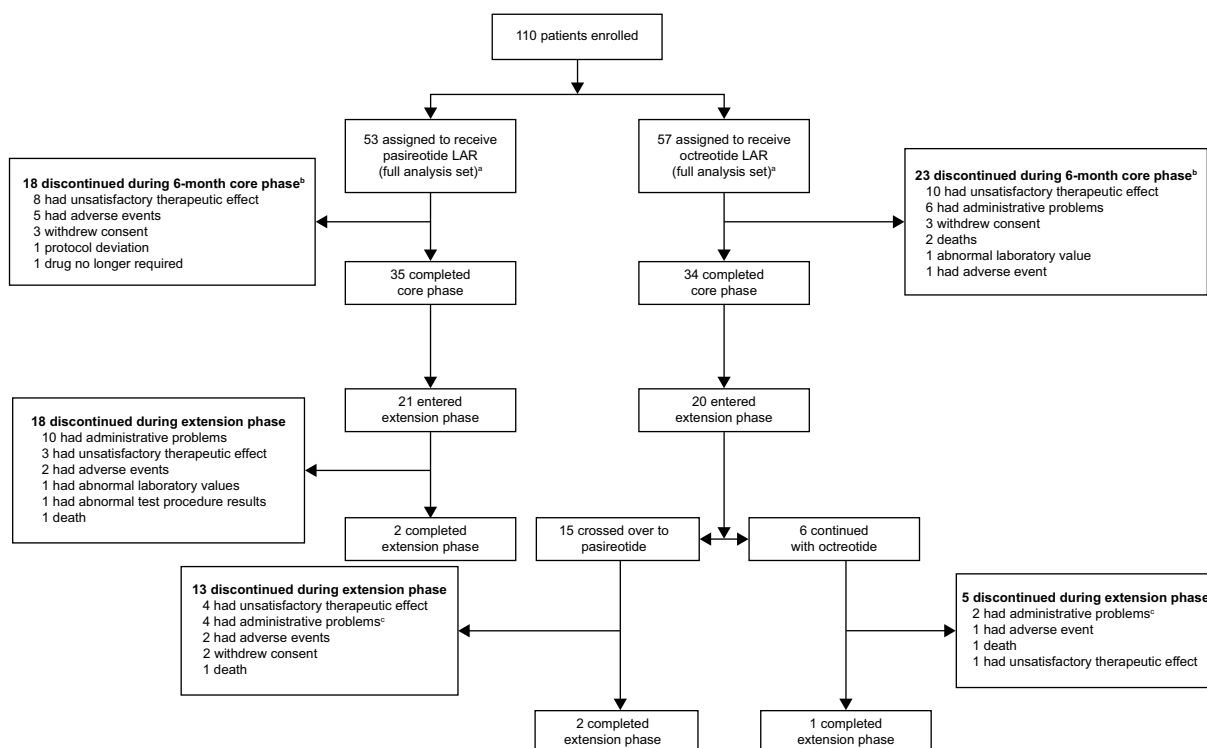 110 patients enrolled
53 assigned to receive
pasireotide LAR
(full analysis set)ᵃ
57 assigned to receive
octreotide LAR
(full analysis set)ᵃ
18 discontinued during 6-month core phaseᵇ
8 had unsatisfactory therapeutic effect
5 had adverse events
3 withdrew consent
1 protocol deviation
1 drug no longer required
23 discontinued during 6-month core phaseᵇ
10 had unsatisfactory therapeutic effect
6 had administrative problems
3 withdrew consent
2 deaths
1 abnormal laboratory value
1 had adverse event
35 completed
core phase
34 completed
core phase
21 entered
extension phase
20 entered
extension phase
18 discontinued during extension phase
10 had administrative problems
3 had unsatisfactory therapeutic effect
2 had adverse events
1 had abnormal laboratory values
1 had abnormal test procedure results
1 death
2 completed
extension phase
15 crossed over to
pasireotide
6 continued
with octreotide
13 discontinued during extension phase
4 had unsatisfactory therapeutic effect
4 had administrative problemsᶜ
2 had adverse events
2 withdrew consent
1 death
5 discontinued during extension phase
2 had administrative problemsᶜ
1 had adverse event
1 death
1 had unsatisfactory therapeutic effect
2 completed
extension phase
1 completed
extension phase